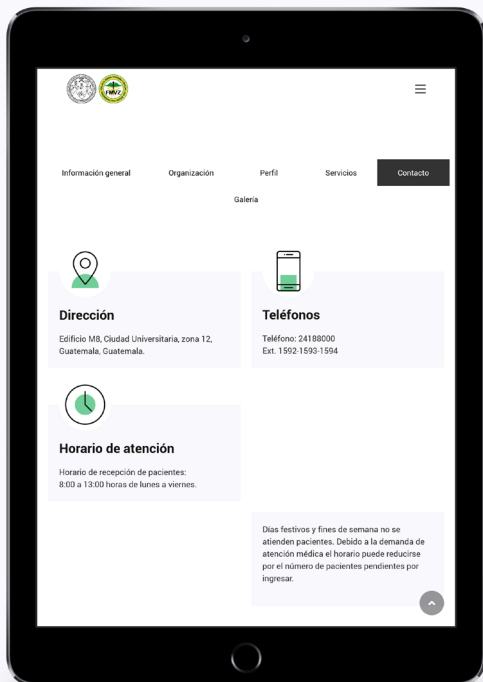 FMVZ
Información general
Organización
Perfil
Servicios
Contacto
Galería
Dirección
Edificio M8, Ciudad Universitaria, zona 12,
Guatemala, Guatemala.
Teléfonos
Teléfono: 24188000
Ext. 1592-1593-1594
Horario de atención
Horario de recepción de pacientes:
8:00 a 13:00 horas de lunes a viernes.
Días festivos y fines de semana no se
atienden pacientes. Debido a la demanda de
atención médica el horario puede reducirse
por el número de pacientes pendientes por
ingresar.